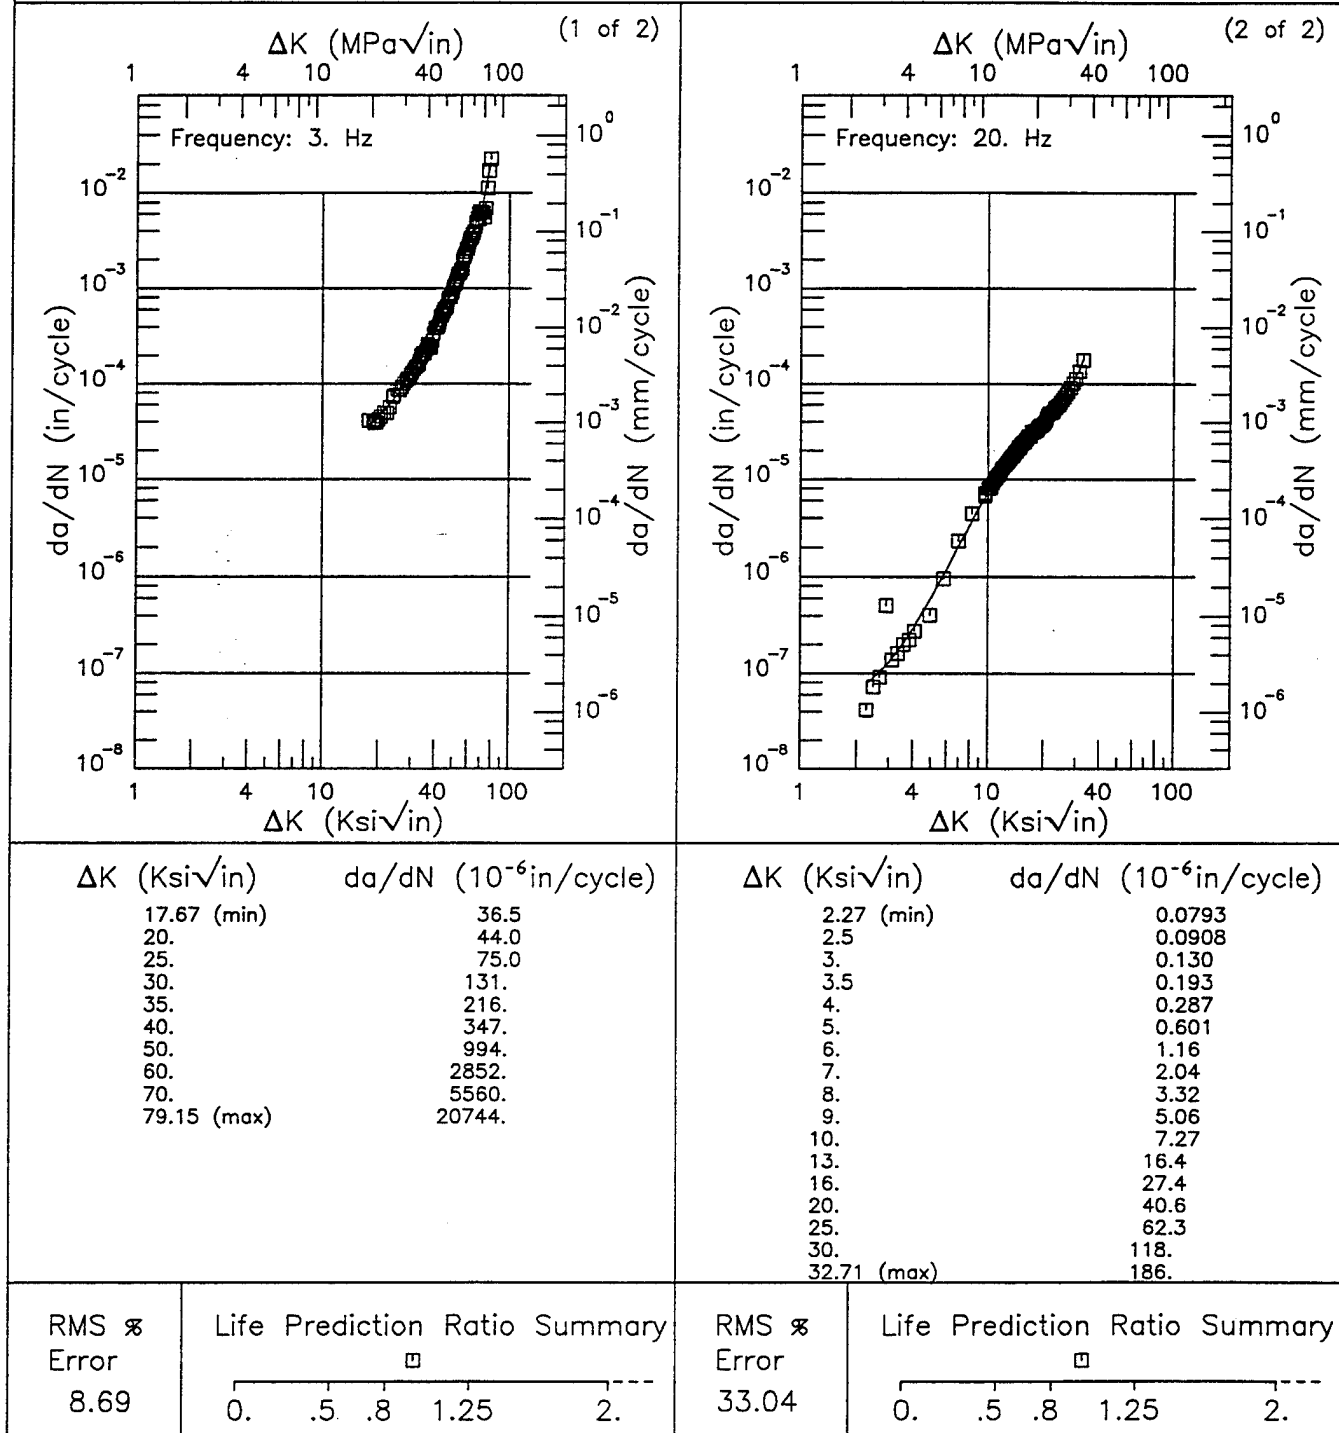 (1 of 2)
ΔK (MPa√in)
1 4 10 40 100
Frequency: 3. Hz
10⁰
10⁻²
10⁻¹
10⁻³
10⁻²
10⁻⁴
10⁻³
10⁻⁵
10⁻⁴
10⁻⁶
10⁻⁵
10⁻⁷
10⁻⁶
10⁻⁸
da/dN (in/cycle)
da/dN (mm/cycle)
1 4 10 40 100
ΔK (Ksi√in)
(2 of 2)
ΔK (MPa√in)
1 4 10 40 100
Frequency: 20. Hz
10⁰
10⁻²
10⁻¹
10⁻³
10⁻²
10⁻⁴
10⁻³
10⁻⁵
10⁻⁴
10⁻⁶
10⁻⁵
10⁻⁷
10⁻⁶
10⁻⁸
da/dN (in/cycle)
da/dN (mm/cycle)
1 4 10 40 100
ΔK (Ksi√in)
ΔK (Ksi√in) da/dN (10⁻⁶in/cycle)
17.67 (min) 36.5
20. 44.0
25. 75.0
30. 131.
35. 216.
40. 347.
50. 994.
60. 2852.
70. 5560.
79.15 (max) 20744.
ΔK (Ksi√in) da/dN (10⁻⁶in/cycle)
2.27 (min) 0.0793
2.5 0.0908
3. 0.130
3.5 0.193
4. 0.287
5. 0.601
6. 1.16
7. 2.04
8. 3.32
9. 5.06
10. 7.27
13. 16.4
16. 27.4
20. 40.6
25. 62.3
30. 118.
32.71 (max) 186.
RMS %
Error
8.69
Life Prediction Ratio Summary
0. .5 .8 1.25 2.
RMS %
Error
33.04
Life Prediction Ratio Summary
0. .5 .8 1.25 2.